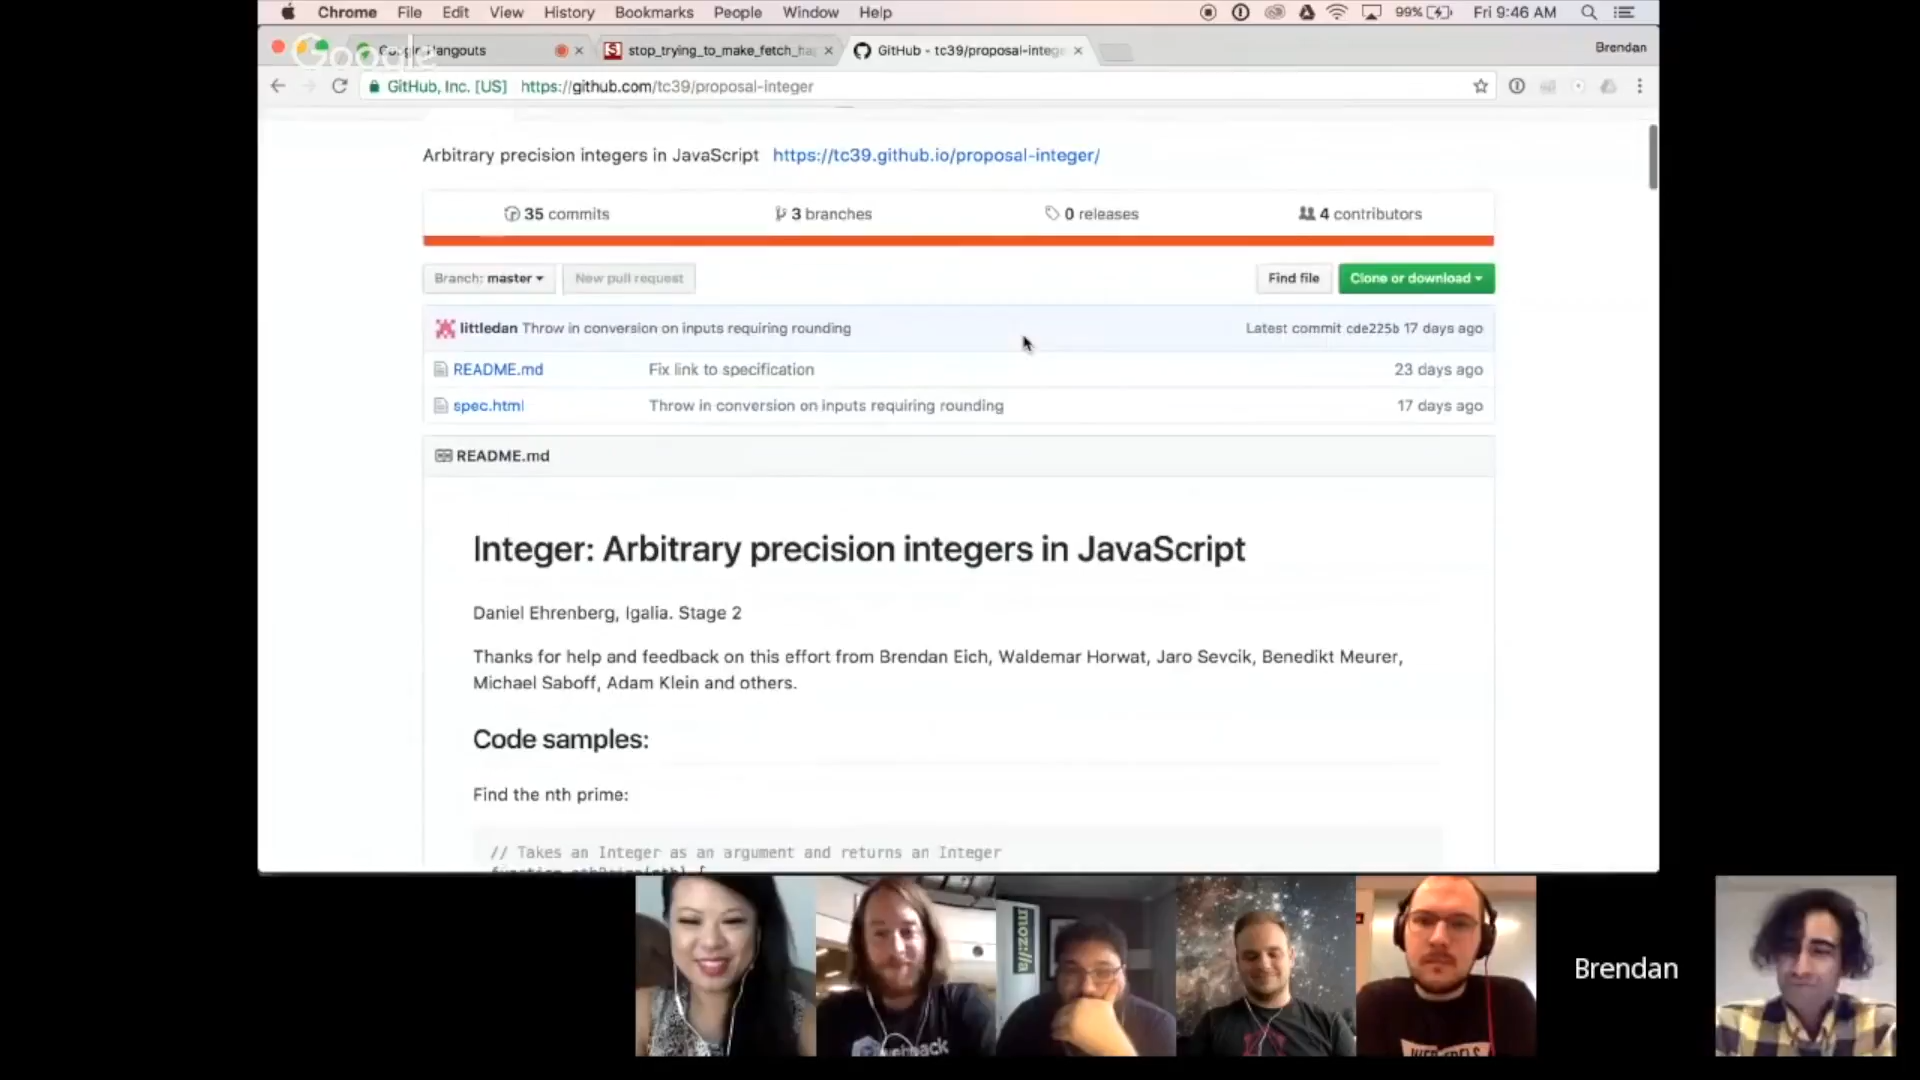 Chrome File Edit View History Bookmarks People Window Help 99% Fri 9:46 AM
Google
Hangouts stop_trying_to_make_fetch_ha GitHub - tc39/proposal-intege Brendan
GitHub, Inc. [US] https://github.com/tc39/proposal-integer
Arbitrary precision integers in JavaScript https://tc39.github.io/proposal-integer/
35 commits 3 branches 0 releases 4 contributors
Branch: master New pull request Find file Clone or download
littledan Throw in conversion on inputs requiring rounding Latest commit cde225b 17 days ago
README.md Fix link to specification 23 days ago
spec.html Throw in conversion on inputs requiring rounding 17 days ago
README.md
Integer: Arbitrary precision integers in JavaScript
Daniel Ehrenberg, Igalia. Stage 2
Thanks for help and feedback on this effort from Brendan Eich, Waldemar Horwat, Jaro Sevcik, Benedikt Meurer,
Michael Saboff, Adam Klein and others.
Code samples:
Find the nth prime:
// Takes an Integer as an argument and returns an Integer
moz://a
Brendan
webpack